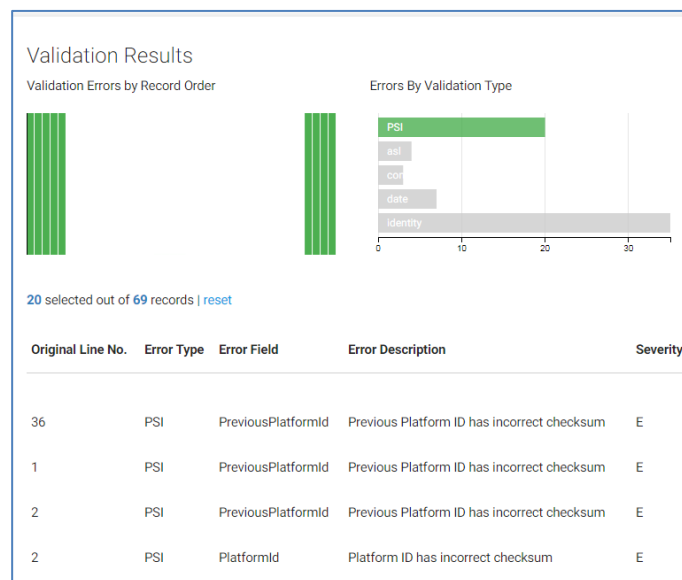 Validation Results
Validation Errors by Record Order
Errors By Validation Type
PSI
asi
cor
date
identity
0 10 20 30
20 selected out of 69 records | reset
Original Line No. Error Type Error Field Error Description Severity
36 PSI PreviousPlatformId Previous Platform ID has incorrect checksum E
1 PSI PreviousPlatformId Previous Platform ID has incorrect checksum E
2 PSI PreviousPlatformId Previous Platform ID has incorrect checksum E
2 PSI PlatformId Platform ID has incorrect checksum E